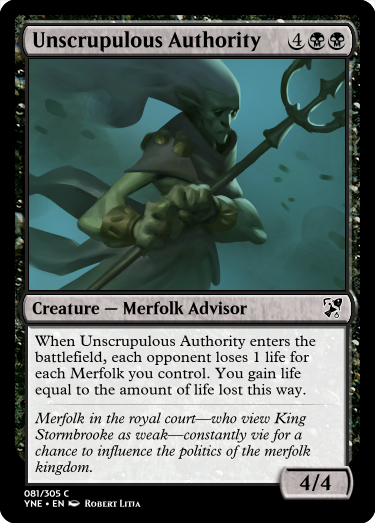 Unscrupulous Authority 4
Creature — Merfolk Advisor
When Unscrupulous Authority enters the
battlefield, each opponent loses 1 life for
each Merfolk you control. You gain life
equal to the amount of life lost this way.
Merfolk in the royal court—who view King
Stormbrooke as weak—constantly vie for a
chance to influence the politics of the merfolk
kingdom.
4/4
081/305 C
YNE • EN Robert Litia